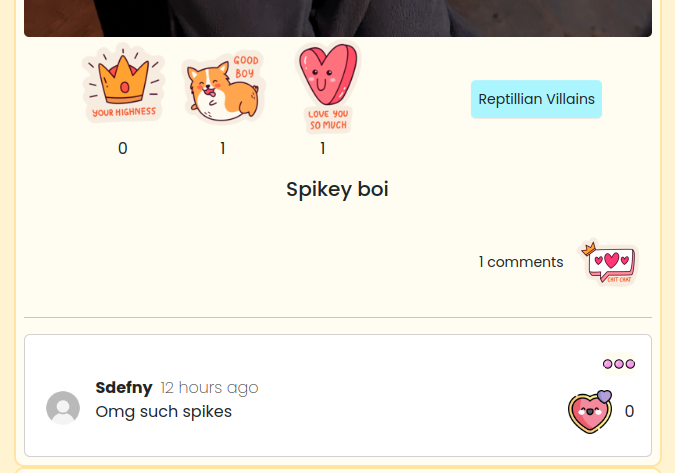 GOOD
BOY
YOUR HIGHNESS
LOVE YOU
SO MUCH
Reptillian Villains
0
1
1
Spikey boi
1 comments
CHIT CHAT
Sdefny 12 hours ago
Omg such spikes
0